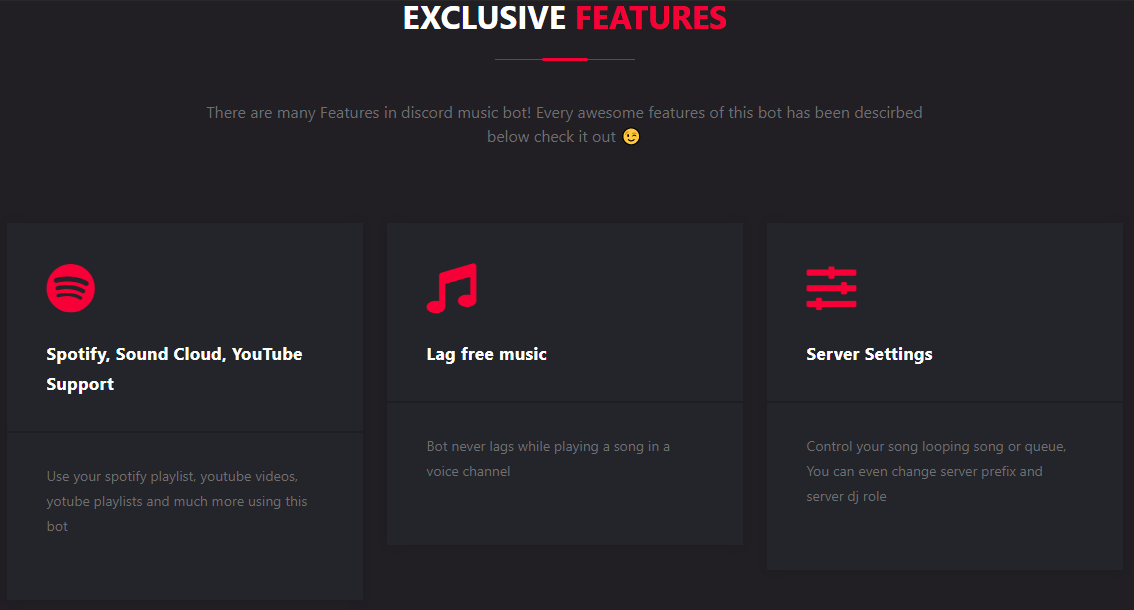 EXCLUSIVE FEATURES
There are many Features in discord music bot! Every awesome features of this bot has been descirbed
below check it out 😉
Spotify, Sound Cloud, YouTube
Support
Use your spotify playlist, youtube videos,
yotube playlists and much more using this
bot
Lag free music
Bot never lags while playing a song in a
voice channel
Server Settings
Control your song looping song or queue,
You can even change server prefix and
server dj role